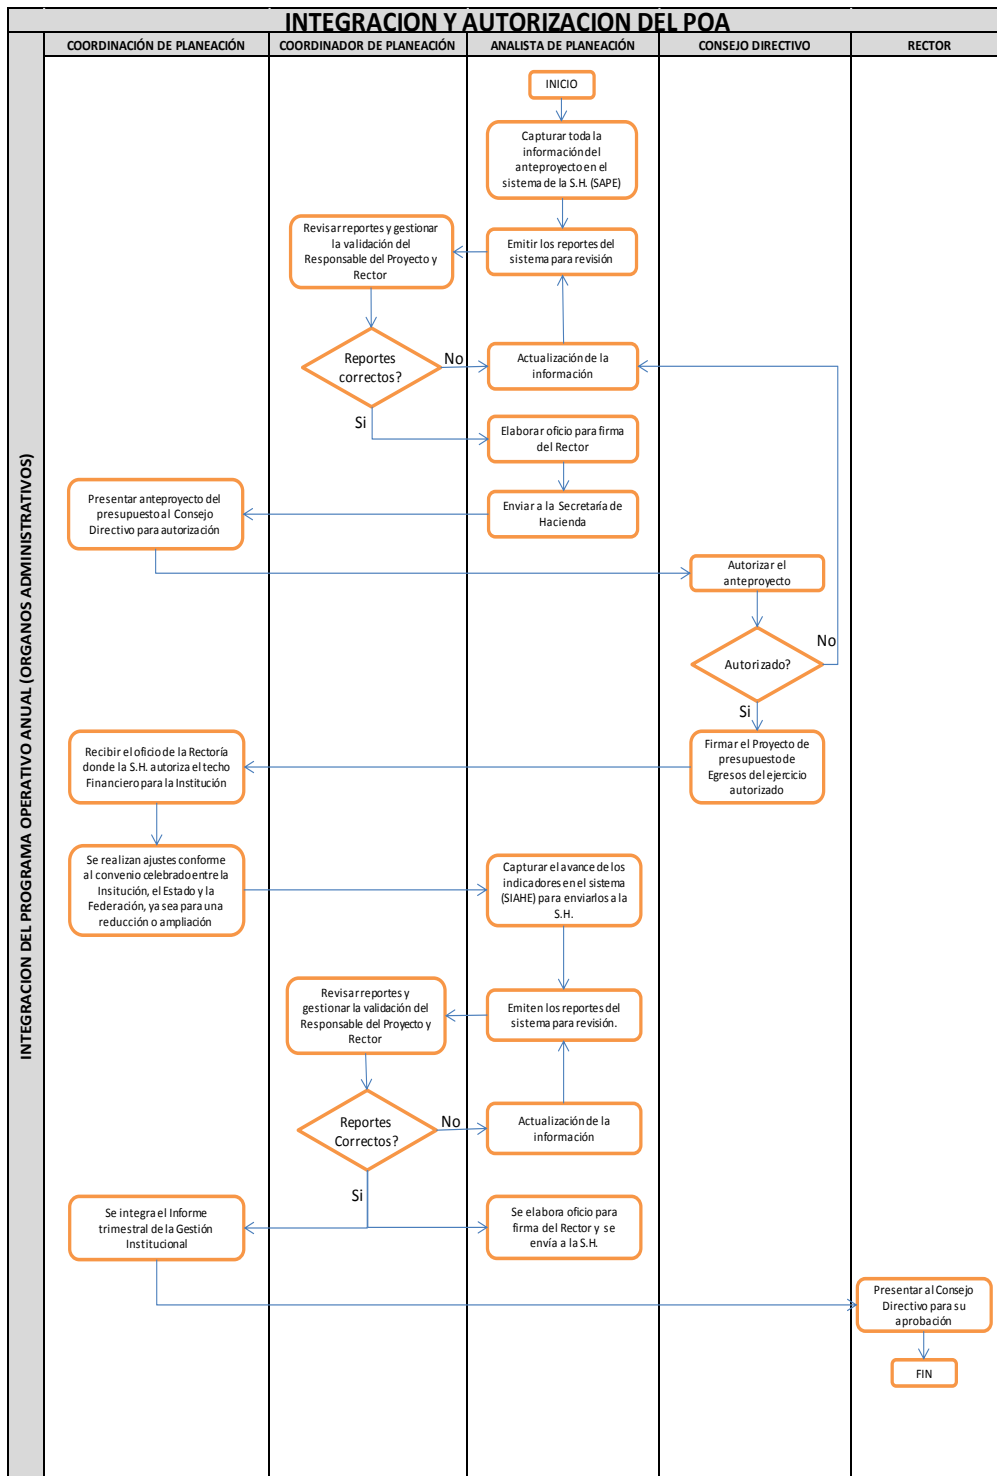 INTEGRACION Y AUTORIZACION DEL POA
COORDINACIÓN DE PLANEACIÓN
COORDINADOR DE PLANEACIÓN
ANALISTA DE PLANEACIÓN
CONSEJO DIRECTIVO
RECTOR
INTEGRACION DEL PROGRAMA OPERATIVO ANUAL (ORGANOS ADMINISTRATIVOS)
INICIO
Capturar toda la
información del
anteproyecto en el
sistema de la S.H. (SAPE)
Revisar reportes y gestionar
la validación del
Responsable del Proyecto y
Rector
Emitir los reportes del
sistema para revisión
Reportes
correctos?
No
Actualización de la
información
Si
Elaborar oficio para firma
del Rector
Presentar anteproyecto del
presupuesto al Consejo
Directivo para autorización
Enviar a la Secretaría de
Hacienda
Autorizar el
anteproyecto
Autorizado?
No
Si
Recibir el oficio de la Rectoría
donde la S.H. autoriza el techo
Financiero para la Institución
Firmar el Proyecto de
presupuesto de
Egresos del ejercicio
autorizado
Se realizan ajustes conforme
al convenio celebrado entre la
Insitución, el Estado y la
Federación, ya sea para una
reducción o ampliación
Capturar el avance de los
indicadores en el sistema
(SIAHE) para enviarlos a la
S.H.
Revisar reportes y
gestionar la validación del
Responsable del Proyecto y
Rector
Emiten los reportes del
sistema para revisión.
Reportes
Correctos?
No
Actualización de la
información
Si
Se integra el Informe
trimestral de la Gestión
Institucional
Se elabora oficio para
firma del Rector y se
envía a la S.H.
Presentar al Consejo
Directivo para su
aprobación
FIN